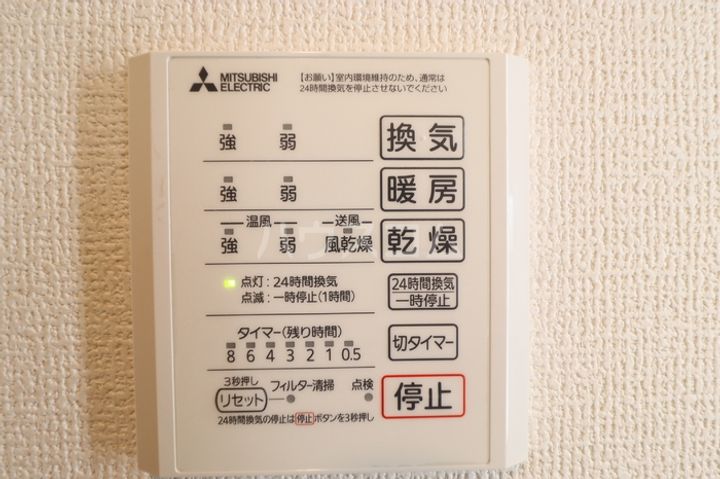 MITSUBISHI
ELECTRIC
【お願い】室内環境維持のため、通常は
24時間換気を停止させないでください
強 弱 換気
強 弱 暖房
温風 送風
強 弱 風乾燥 乾燥
点灯：24時間換気
点滅：一時停止(1時間)
24時間換気
一時停止
タイマー(残り時間)
8 6 4 3 2 1 0.5
切タイマー
3秒押し
リセット フィルター清掃 点検
停止
24時間換気の停止は停止ボタンを3秒押し